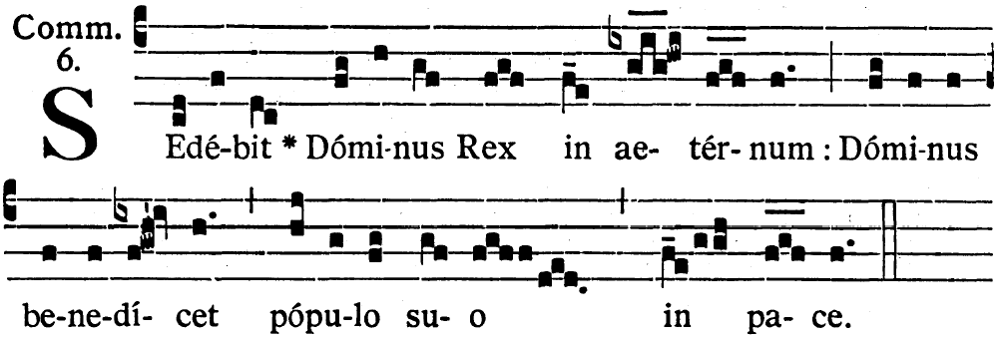 Comm.
6.
SEdé-bit * Dómi-nus Rex in ae- tér- num : Dómi-nus
be-ne-dí- cet pópu-lo su- o in pa- ce.